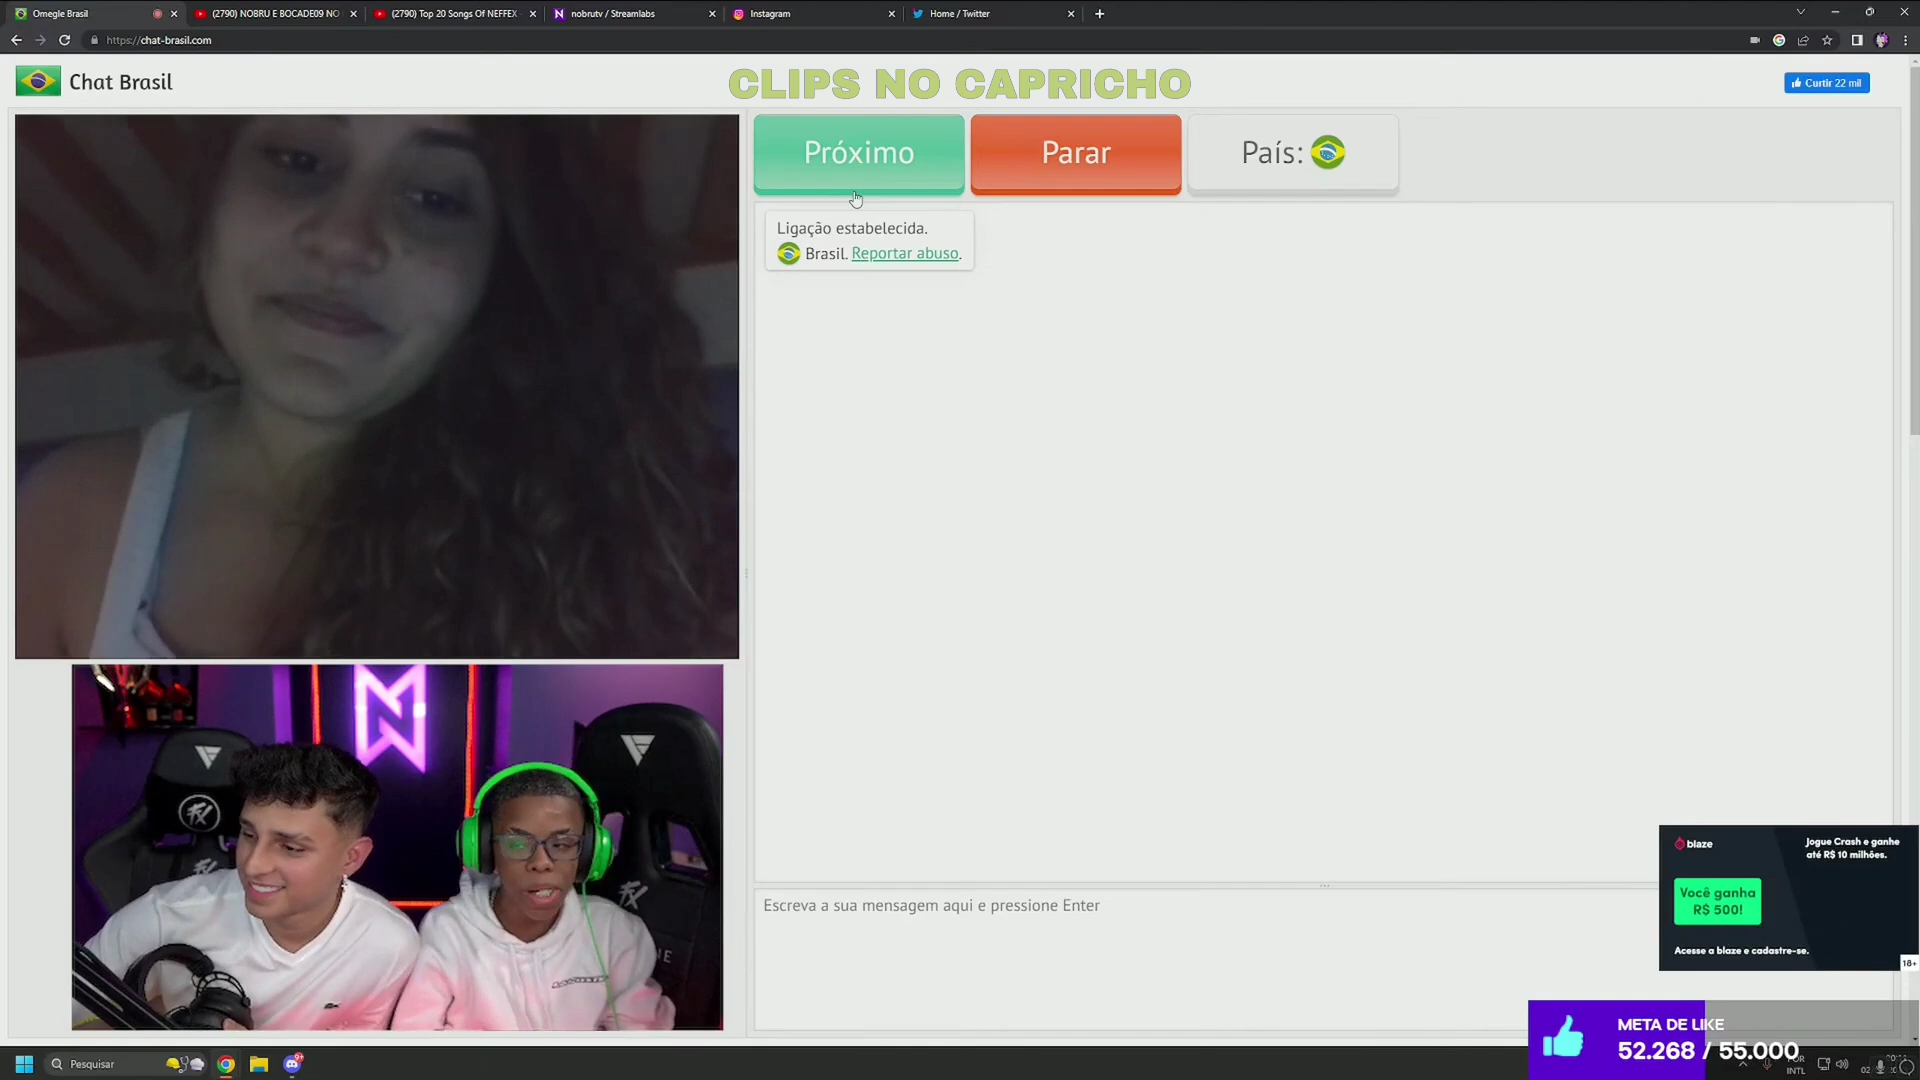 Omegle Brasil
(2790) NOBRU E BOCADE09 NO
(2790) Top 20 Songs Of NEFFEX
nobrutv / Streamlabs
Instagram
Home / Twitter
https://chat-brasil.com
Chat Brasil
CLIPS NO CAPRICHO
Curtir 22 mil
Próximo
Parar
País:
Ligação estabelecida.
Brasil. Reportar abuso.
Escreva a sua mensagem aqui e pressione Enter
blaze
Jogue Crash e ganhe
até R$ 10 milhões.
Você ganha
R$ 500!
Acesse a blaze e cadastre-se.
18+
META DE LIKE
52.268 / 55.000
Pesquisar
POR
INTL